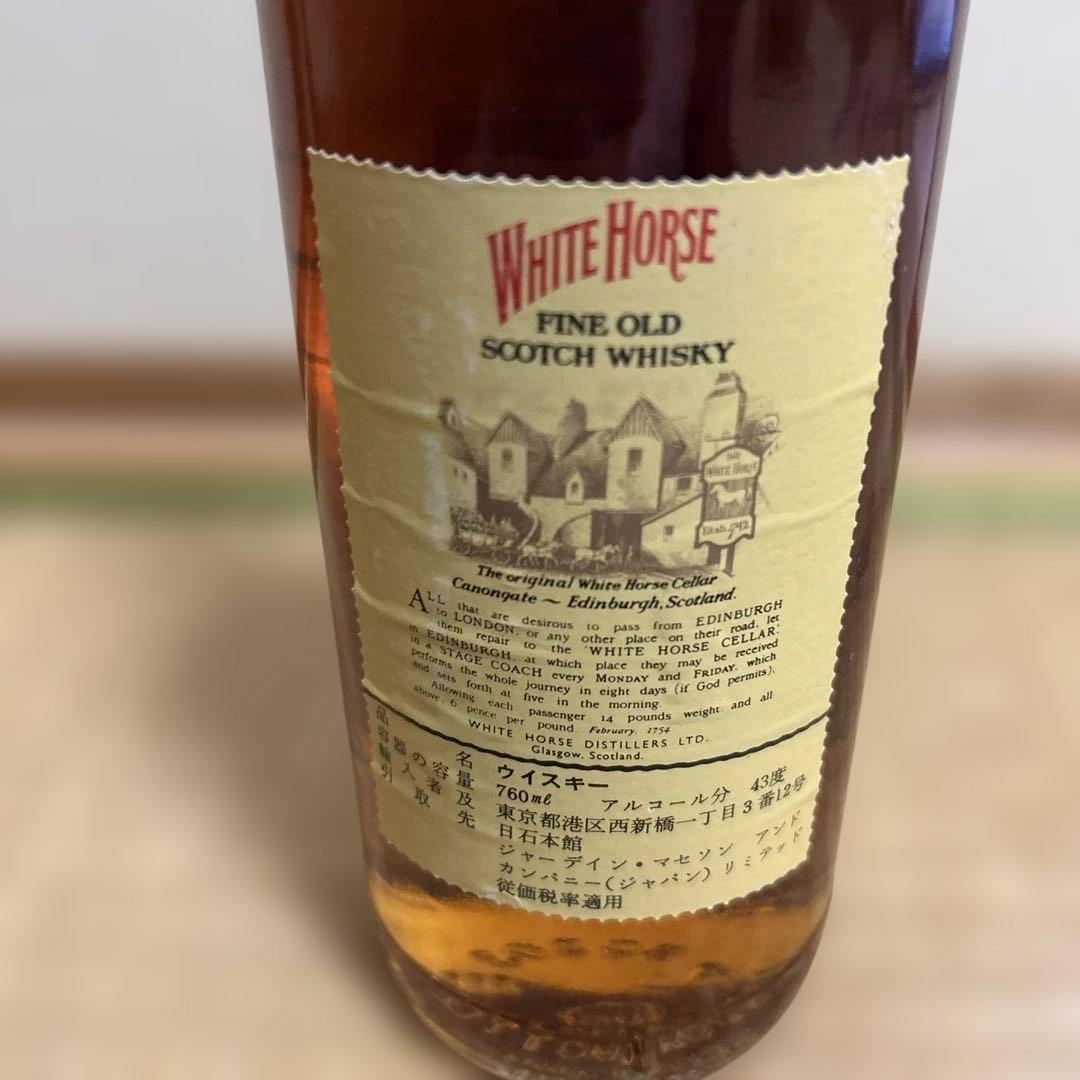 WHITE HORSE
FINE OLD
SCOTCH WHISKY
THE
WHITE HORSE
Estab. 1742
The original White Horse Cellar
Canongate ~ Edinburgh, Scotland.
ALL that are desirous to pass from EDINBURGH
to LONDON, or any other place on their road, let
them repair to the 'WHITE HORSE CELLAR'
in EDINBURGH, at which place they may be received
in a STAGE COACH every MONDAY and FRIDAY, which
performs the whole journey in eight days (if God permits),
and sets forth at five in the morning.
Allowing each passenger 14 pounds weight, and all
above, 6 pence per pound. February, 1754
WHITE HORSE DISTILLERS LTD.
Glasgow, Scotland.
品名 ウイスキー
容器の容量 760ml アルコール分 43度
輸入者及 東京都港区西新橋一丁目3番12号
引取先 日石本館
ジャーデイン・マセソン アンド
カンパニー(ジャパン) リミテッド
従価税率適用